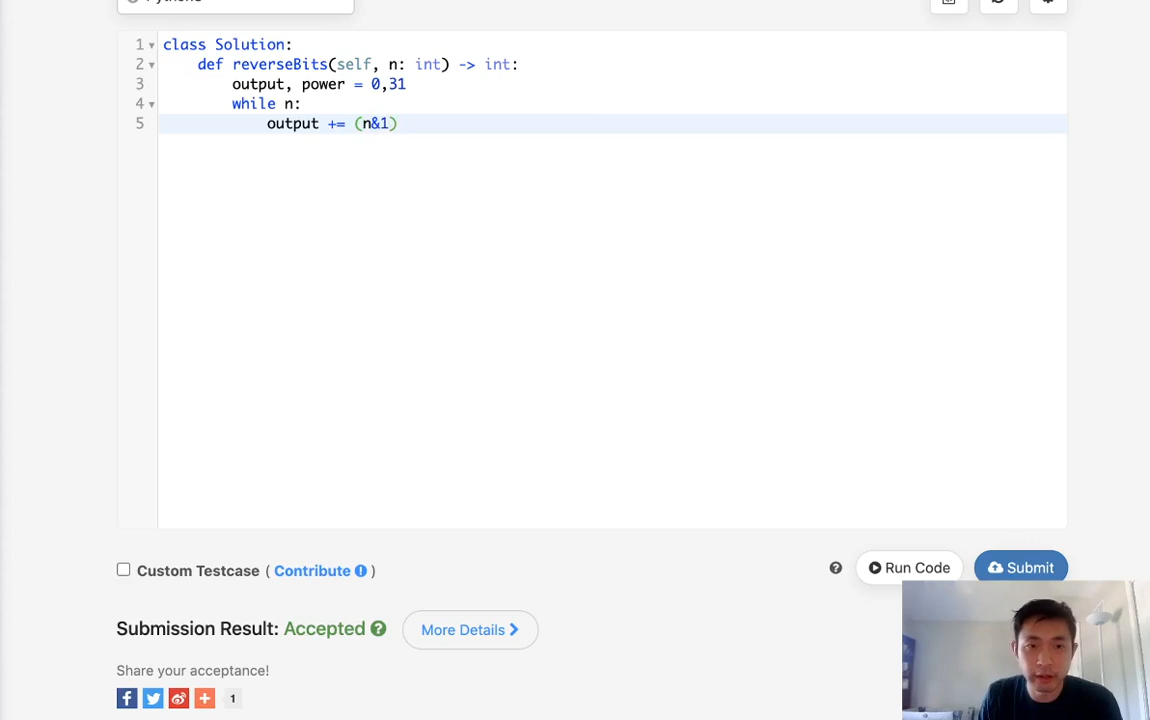 1 class Solution:
2 def reverseBits(self, n: int) -> int:
3 output, power = 0,31
4 while n:
5 output += (n&1)
Custom Testcase ( Contribute )
Run Code
Submit
Submission Result: Accepted
More Details
Share your acceptance!
1